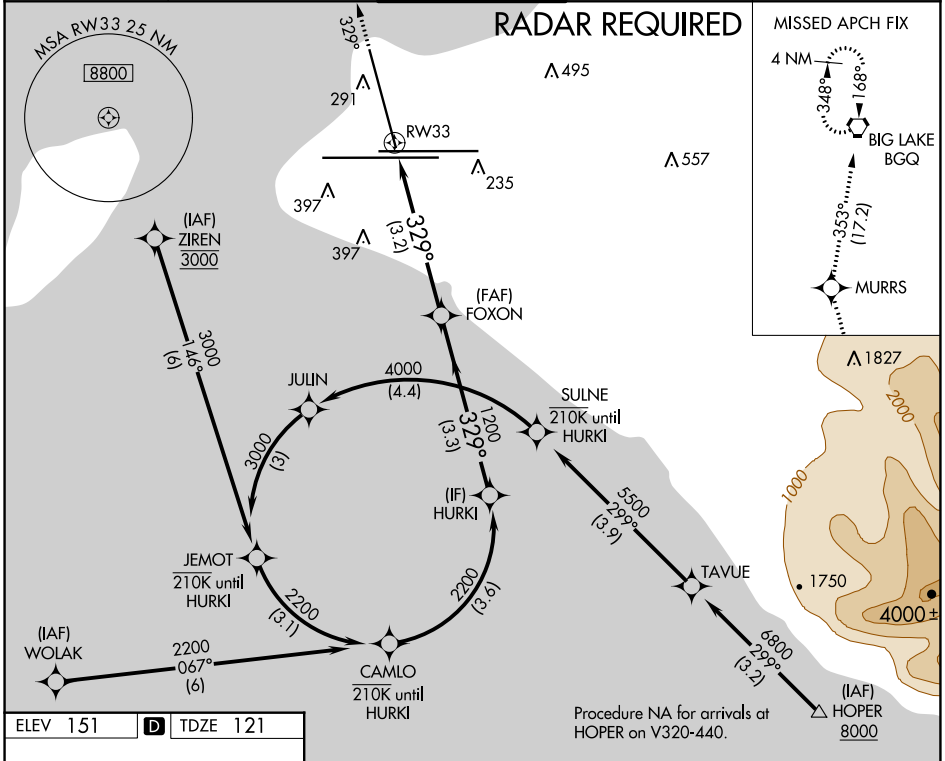 RADAR REQUIRED
MSA RW33 25 NM
8800
329°
291
495
RW33
557
235
397
397
MISSED APCH FIX
4 NM
348°
168°
BIG LAKE
BGQ
353°
(17.2)
MURRS
(IAF)
ZIREN
3000
3000
146°
(6)
329°
(3.2)
(FAF)
FOXON
JULIN
4000
(4.4)
3000
(3)
1200
329°
(3.3)
SULNE
210K until
HURKI
(IF)
HURKI
1827
2000
1000
5500
299°
(3.9)
TAVUE
1750
4000±
JEMOT
210K until
HURKI
2200
(3.1)
2200
(3.6)
(IAF)
WOLAK
2200
067°
(6)
CAMLO
210K until
HURKI
6800
299°
(3.2)
(IAF)
HOPER
8000
Procedure NA for arrivals at
HOPER on V320-440.
ELEV 151 D TDZE 121